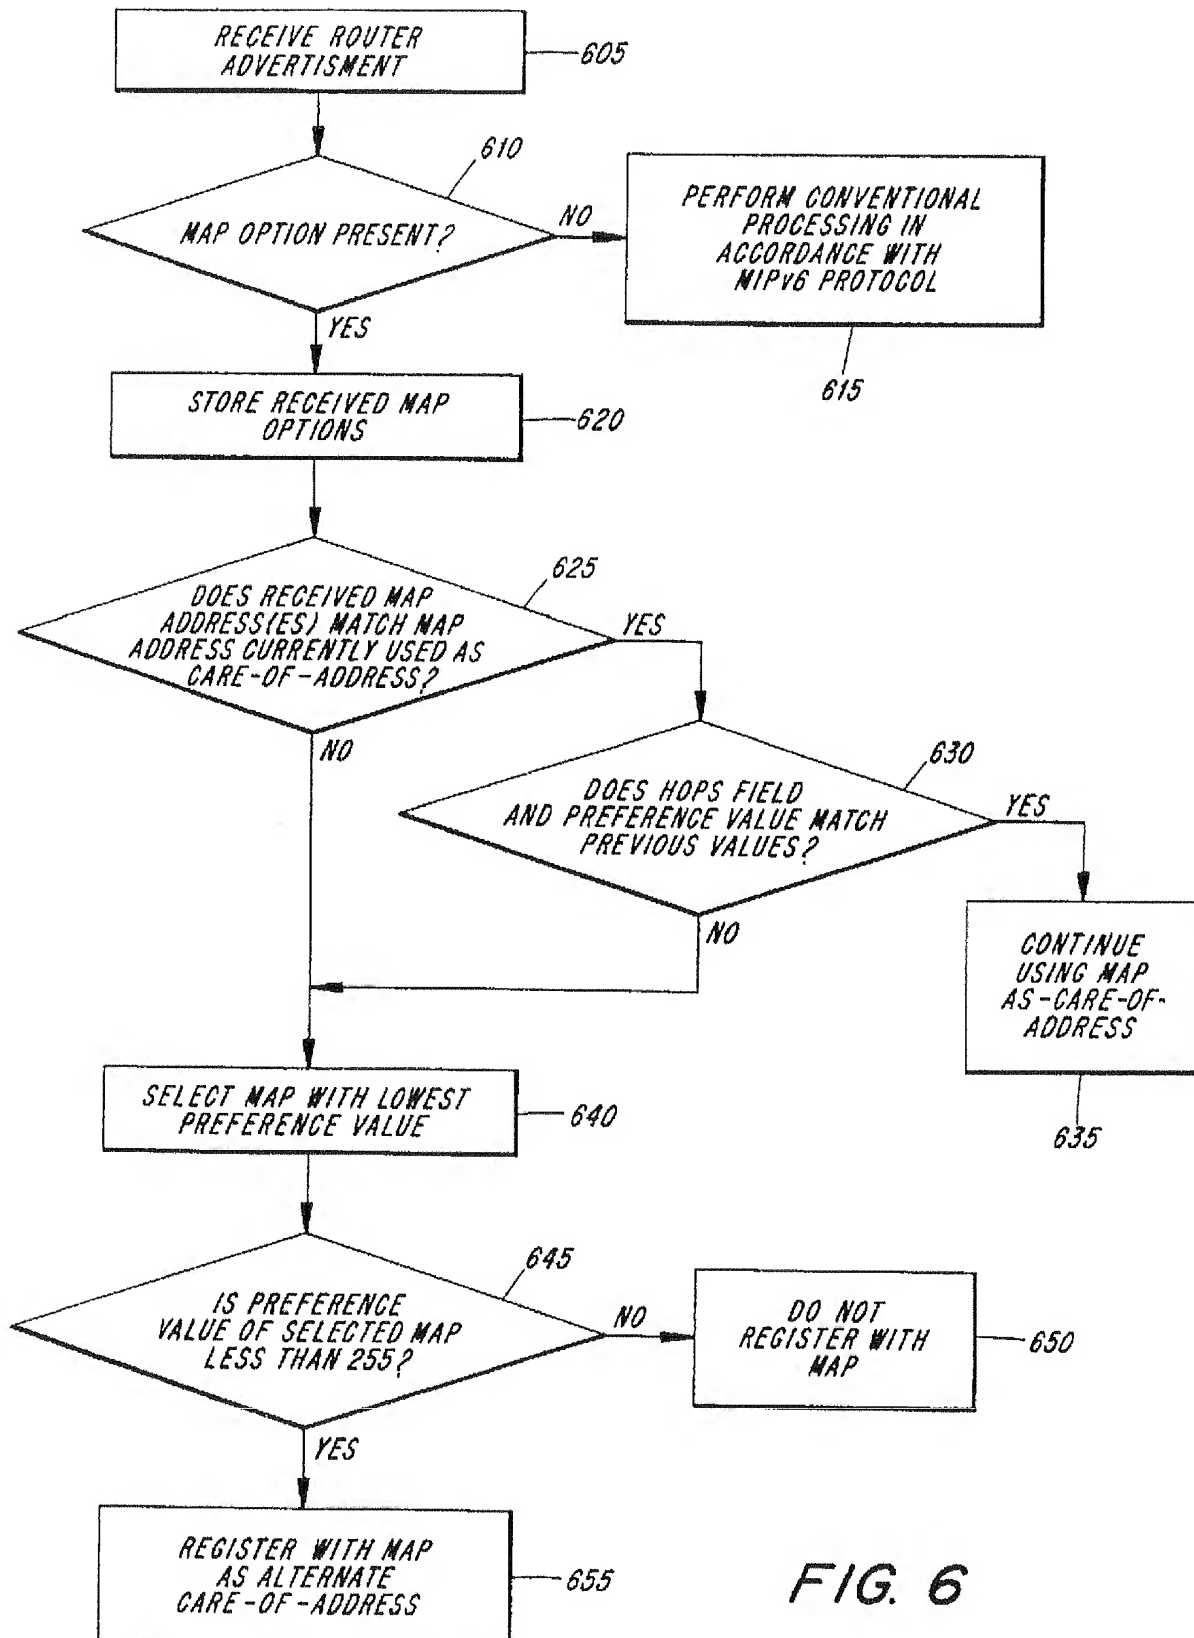 RECEIVE ROUTER
ADVERTISMENT
605
610
MAP OPTION PRESENT?
NO
PERFORM CONVENTIONAL
PROCESSING IN
ACCORDANCE WITH
MIPv6 PROTOCOL
615
YES
STORE RECEIVED MAP
OPTIONS
620
625
DOES RECEIVED MAP
ADDRESS(ES) MATCH MAP
ADDRESS CURRENTLY USED AS
CARE-OF-ADDRESS?
YES
NO
630
DOES HOPS FIELD
AND PREFERENCE VALUE MATCH
PREVIOUS VALUES?
YES
NO
CONTINUE
USING MAP
AS-CARE-OF-
ADDRESS
635
SELECT MAP WITH LOWEST
PREFERENCE VALUE
640
645
IS PREFERENCE
VALUE OF SELECTED MAP
LESS THAN 255?
NO
DO NOT
REGISTER WITH
MAP
650
YES
REGISTER WITH MAP
AS ALTERNATE
CARE-OF-ADDRESS
655
FIG. 6